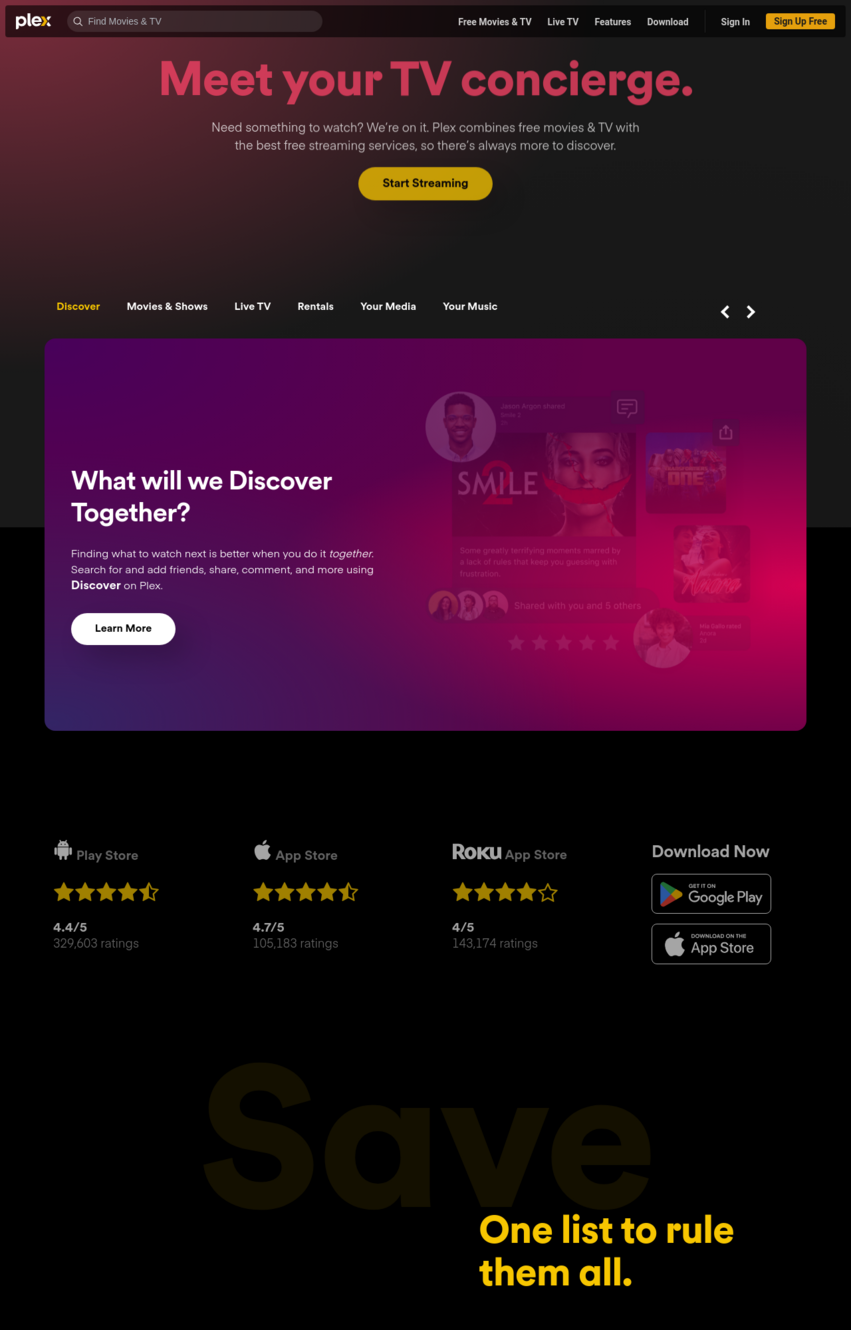 plex
Find Movies & TV
Free Movies & TV
Live TV
Features
Download
Sign In
Sign Up Free
Meet your TV concierge.
Need something to watch? We're on it. Plex combines free movies & TV with
the best free streaming services, so there's always more to discover.
Start Streaming
Discover
Movies & Shows
Live TV
Rentals
Your Media
Your Music
What will we Discover
Together?
Finding what to watch next is better when you do it together.
Search for and add friends, share, comment, and more using
Discover on Plex.
Learn More
Jason Argon shared
Smile 2
SMILE
2
TRANSFORMERS
ONE
Some greatly terrifying moments marred by
a lack of rules that keep you guessing with
frustration.
Anora
Shared with you and 5 others
rated
Anora
Play Store
4.4/5
329,603 ratings
App Store
4.7/5
105,183 ratings
Roku App Store
4/5
143,174 ratings
Download Now
GET IT ON
Google Play
DOWNLOAD ON THE
App Store
Save
One list to rule
them all.